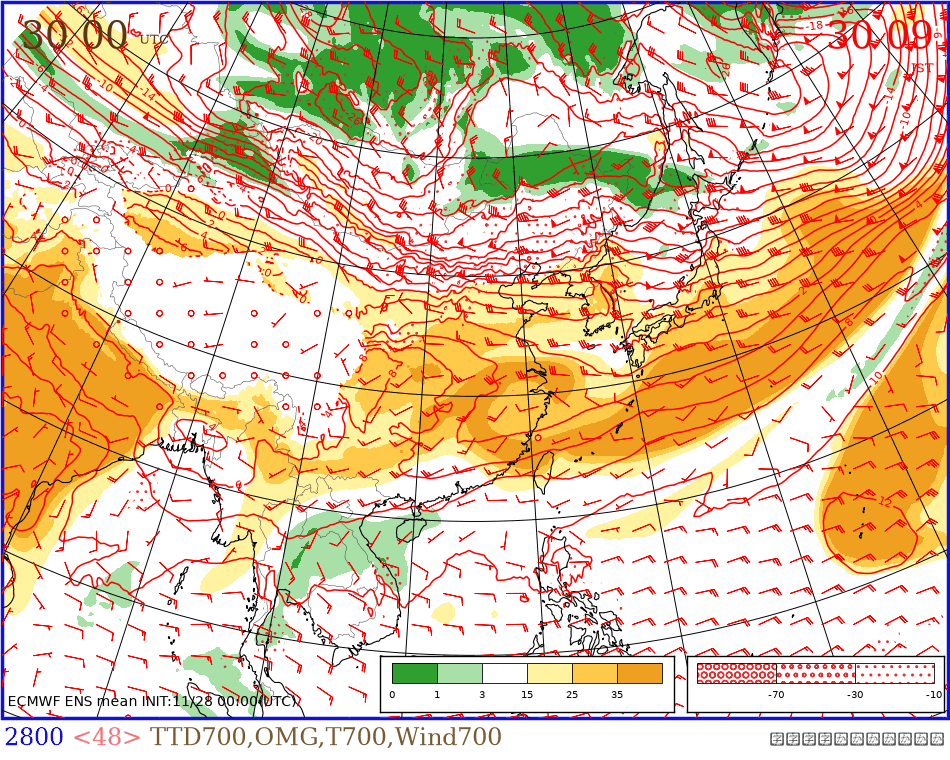 30 00 UTC
30 09 JST
0 1 3 15 25 35
-70 -30 -10
ECMWF ENS mean INIT:11/28 00:00(UTC)
2800 <48> TTD700,OMG,T700,Wind700